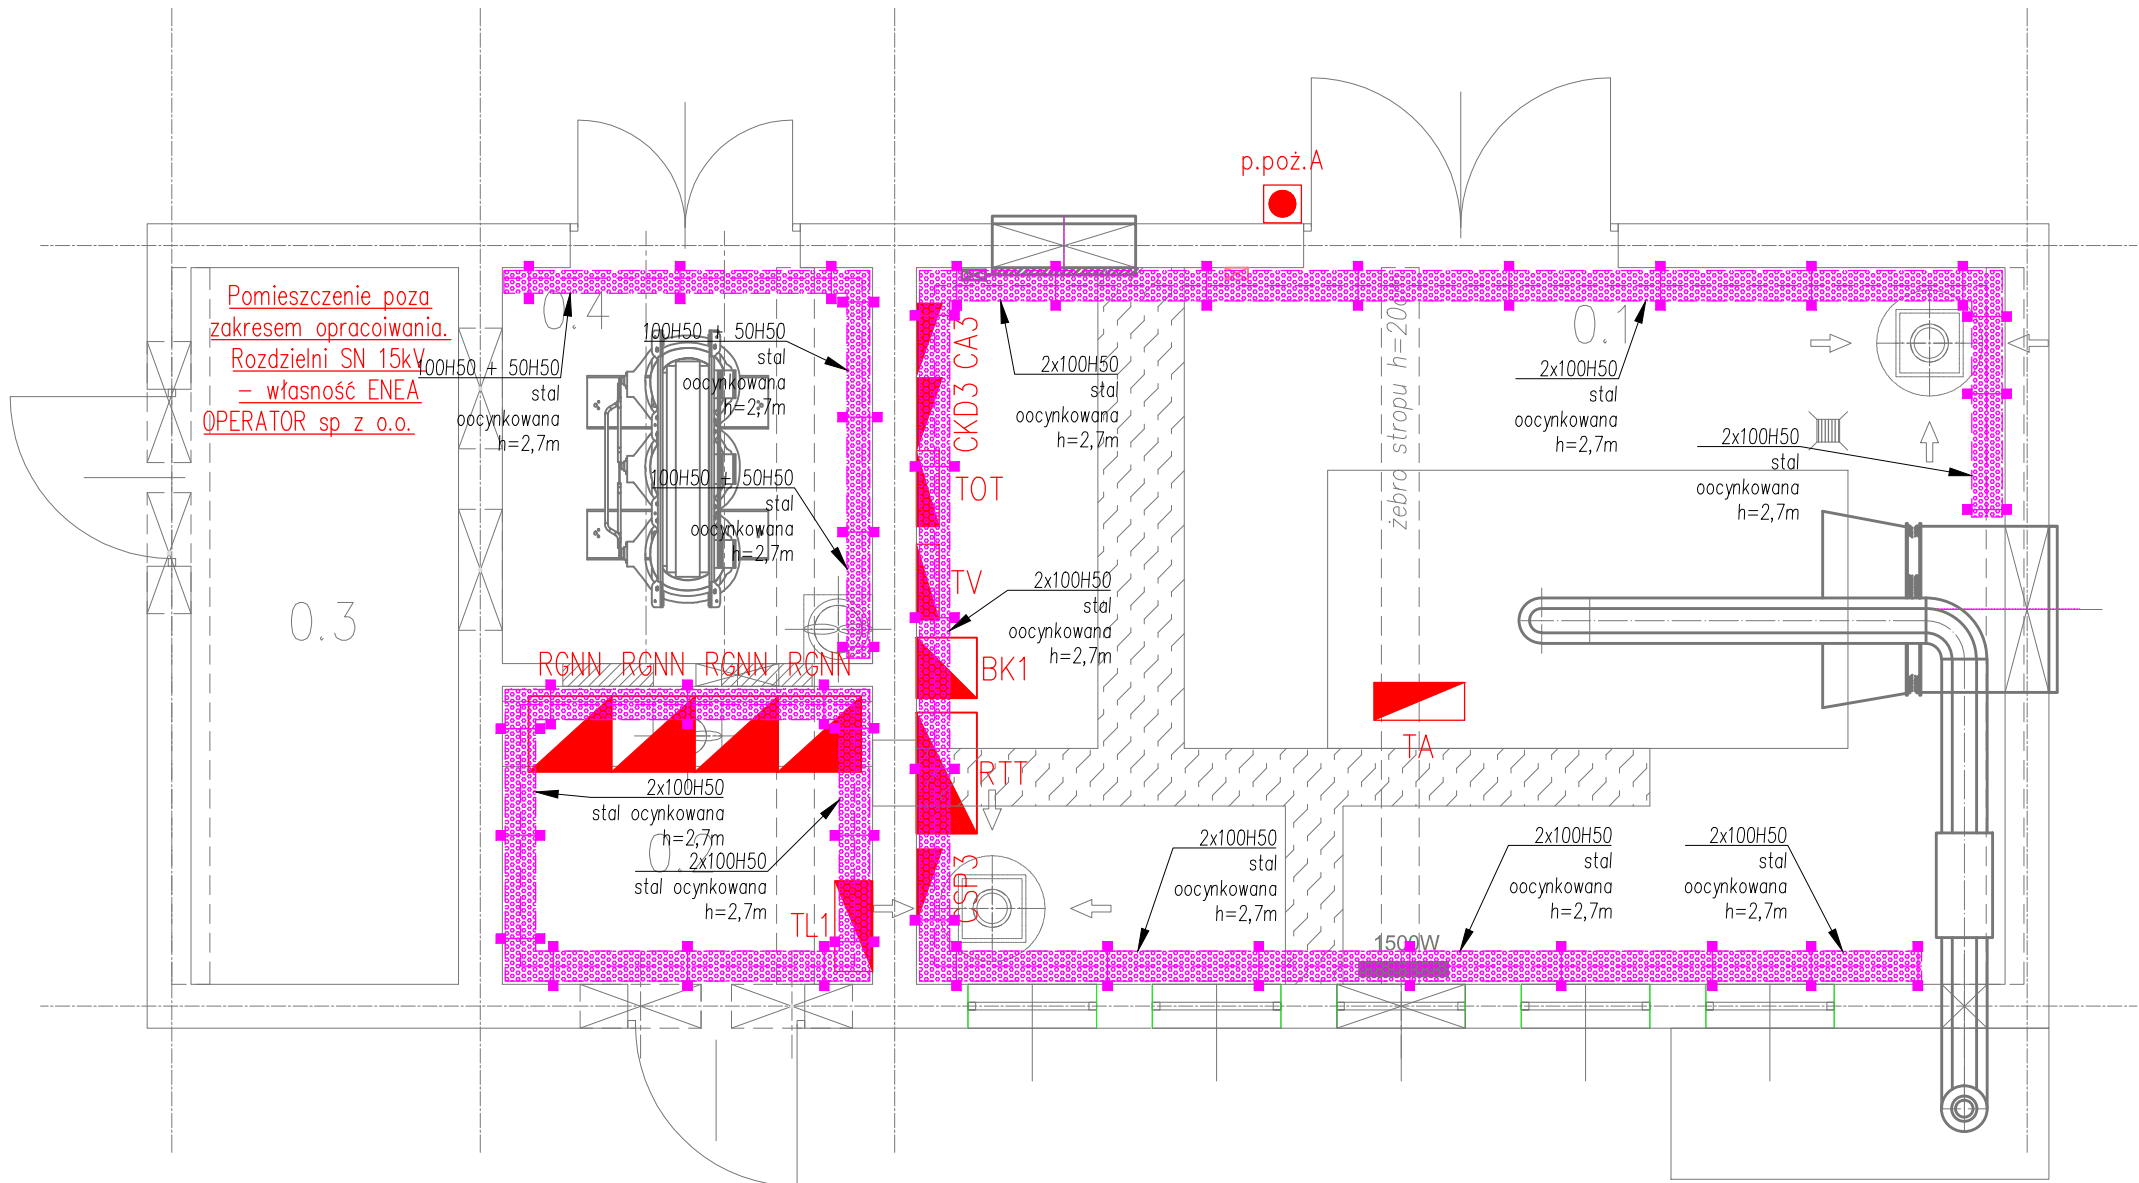 p.poż.A
Pomieszczenie poza
zakresem opracoiwania.
Rozdzielni SN 15kV
– własność ENEA
OPERATOR sp z o.o.
0.4
100H50 + 50H50
stal
oocynkowana
h=2,7m
100H50 + 50H50
stal
oocynkowana
h=2,7m
100H50 + 50H50
stal
oocynkowana
h=2,7m
0.3
RGNN RGNN RGNN RGNN
2x100H50
stal ocynkowana
h=2,7m
0.2
2x100H50
stal ocynkowana
h=2,7m
TL1
CA3
CKD3
TOT
TV
BK1
RTT
CSP3
2x100H50
stal
oocynkowana
h=2,7m
2x100H50
stal
oocynkowana
h=2,7m
żebro stropu h=200m
0.1
2x100H50
stal
oocynkowana
h=2,7m
2x100H50
stal
oocynkowana
h=2,7m
TA
2x100H50
stal
oocynkowana
h=2,7m
1500W
2x100H50
stal
oocynkowana
h=2,7m
2x100H50
stal
oocynkowana
h=2,7m